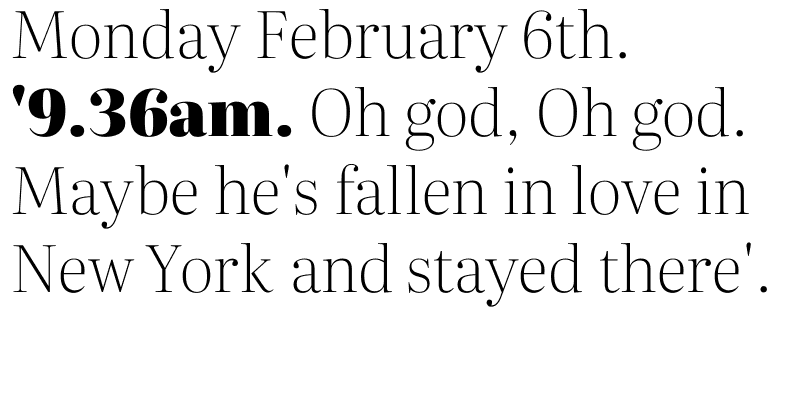 Monday February 6th.
'9.36am. Oh god, Oh god.
Maybe he's fallen in love in
New York and stayed there'.